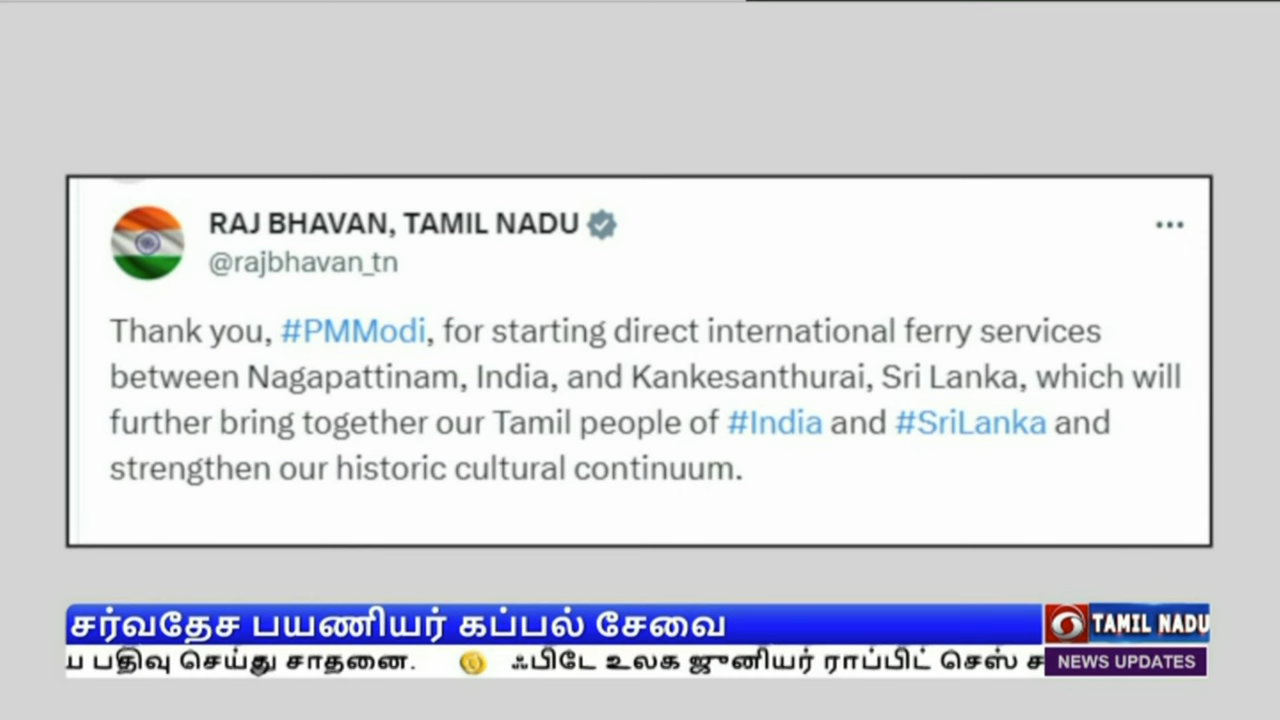 RAJ BHAVAN, TAMIL NADU
@rajbhavan_tn
Thank you, #PMModi, for starting direct international ferry services
between Nagapattinam, India, and Kankesanthurai, Sri Lanka, which will
further bring together our Tamil people of #India and #SriLanka and
strengthen our historic cultural continuum.
சர்வதேச பயணியர் கப்பல் சேவை
TAMIL NADU
ய பதிவு செய்து சாதனை. ஃபிடே உலக ஜுனியர் ராப்பிட் செஸ் ச
NEWS UPDATES